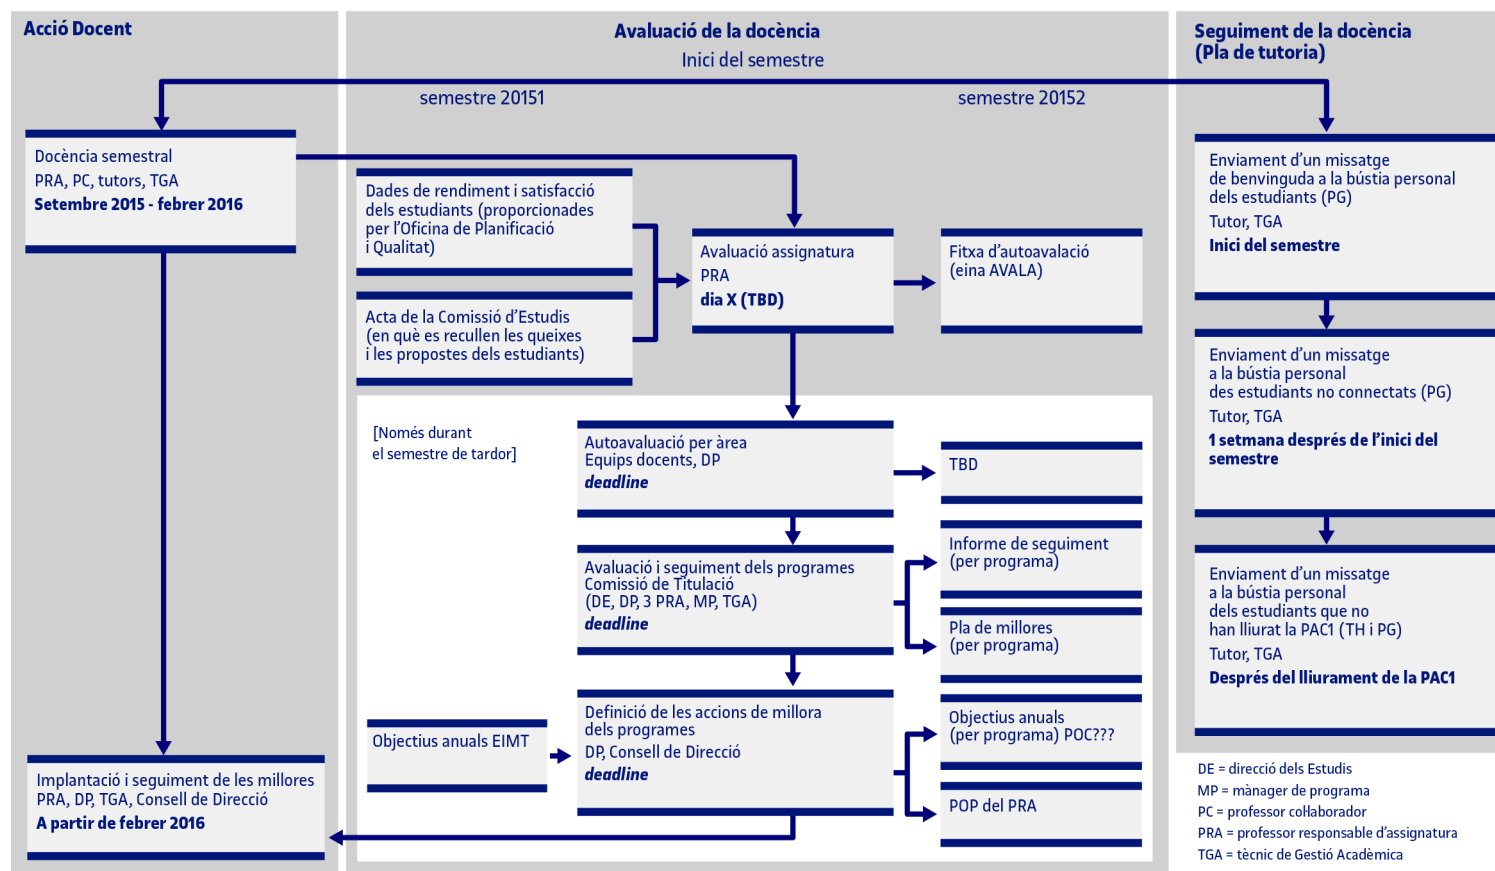 Acció Docent
Docència semestral
PRA, PC, tutors, TGA
Setembre 2015 - febrer 2016
Implantació i seguiment de les millores
PRA, DP, TGA, Consell de Direcció
A partir de febrer 2016
Avaluació de la docència
Inici del semestre
semestre 20151
semestre 20152
Dades de rendiment i satisfacció
dels estudiants (proporcionades
per l’Oficina de Planificació
i Qualitat)
Acta de la Comissió d’Estudis
(en què es recullen les queixes
i les propostes dels estudiants)
Avaluació assignatura
PRA
dia X (TBD)
Fitxa d’autoavalació
(eina AVALA)
[Només durant
el semestre de tardor]
Autoavaluació per àrea
Equips docents, DP
deadline
TBD
Avaluació i seguiment dels programes
Comissió de Titulació
(DE, DP, 3 PRA, MP, TGA)
deadline
Informe de seguiment
(per programa)
Pla de millores
(per programa)
Objectius anuals EIMT
Definició de les accions de millora
dels programes
DP, Consell de Direcció
deadline
Objectius anuals
(per programa) POC???
POP del PRA
Seguiment de la docència
(Pla de tutoria)
Enviament d’un missatge
de benvinguda a la bústia personal
dels estudiants (PG)
Tutor, TGA
Inici del semestre
Enviament d’un missatge
a la bústia personal
des estudiants no connectats (PG)
Tutor, TGA
1 setmana després de l’inici del
semestre
Enviament d’un missatge
a la bústia personal
dels estudiants que no
han lliurat la PAC1 (TH i PG)
Tutor, TGA
Després del lliurament de la PAC1
DE = direcció dels Estudis
MP = mànager de programa
PC = professor col·laborador
PRA = professor responsable d’assignatura
TGA = tècnic de Gestió Acadèmica